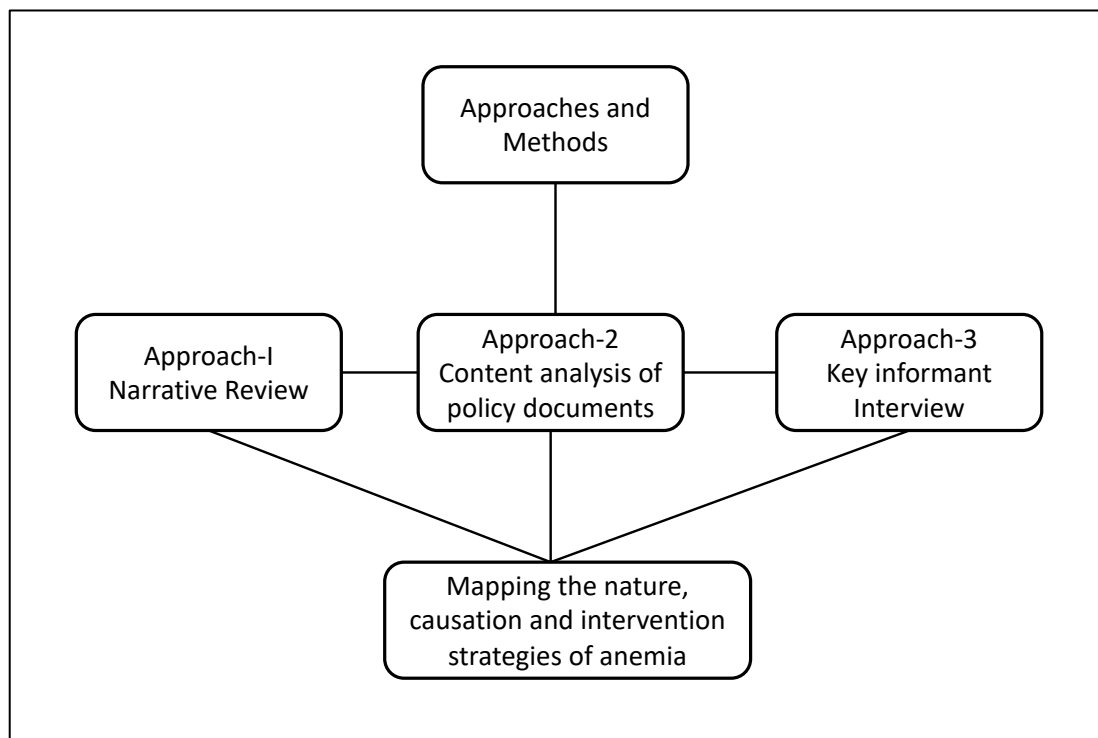 Approaches and
Methods
Approach-I
Narrative Review
Approach-2
Content analysis of
policy documents
Approach-3
Key informant
Interview
Mapping the nature,
causation and intervention
strategies of anemia